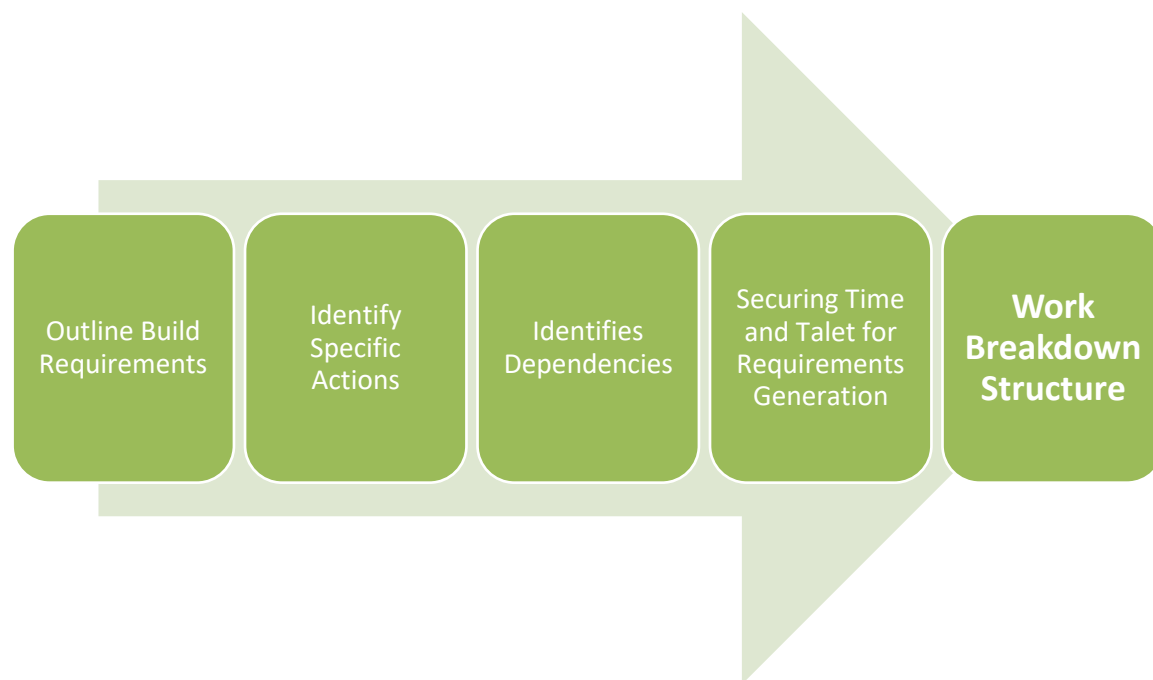 Outline Build
Requirements
Identify
Specific
Actions
Identifies
Dependencies
Securing Time
and Talet for
Requirements
Generation
Work
Breakdown
Structure